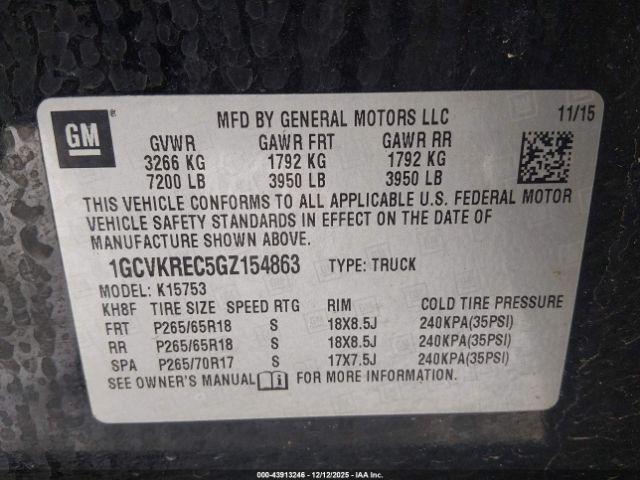 GM
MFD BY GENERAL MOTORS LLC 11/15
GVWR GAWR FRT GAWR RR
3266 KG 1792 KG 1792 KG
7200 LB 3950 LB 3950 LB
THIS VEHICLE CONFORMS TO ALL APPLICABLE U.S. FEDERAL MOTOR
VEHICLE SAFETY STANDARDS IN EFFECT ON THE DATE OF
MANUFACTURE SHOWN ABOVE.
1GCVKREC5GZ154863 TYPE: TRUCK
MODEL: K15753
KH8F TIRE SIZE SPEED RTG RIM COLD TIRE PRESSURE
FRT P265/65R18 S 18X8.5J 240KPA(35PSI)
RR P265/65R18 S 18X8.5J 240KPA(35PSI)
SPA P265/70R17 S 17X7.5J 240KPA(35PSI)
SEE OWNER'S MANUAL FOR MORE INFORMATION.
000-43913246 - 12/12/2025 - IAA Inc.